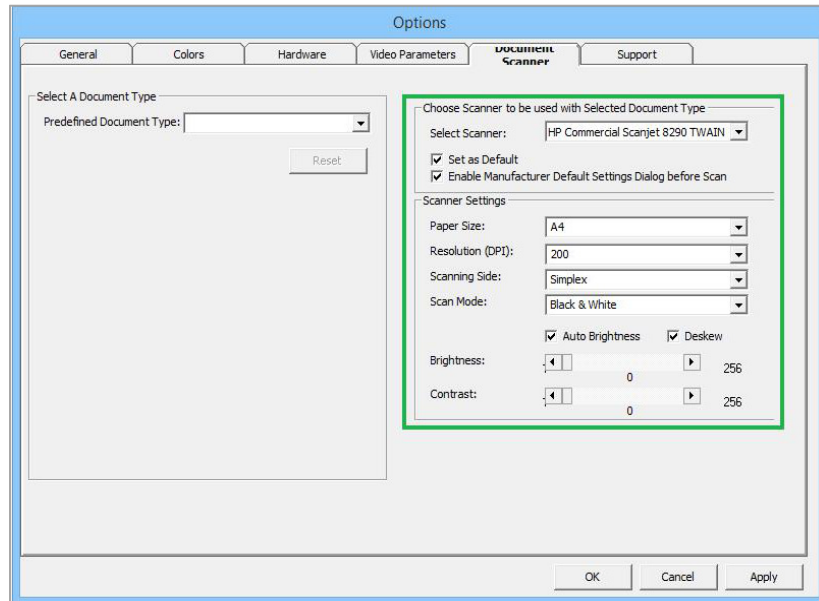 Options
General Colors Hardware Video Parameters Document Scanner Support
Select A Document Type
Predefined Document Type:
Reset
Choose Scanner to be used with Selected Document Type
Select Scanner: HP Commercial Scanjet 8290 TWAIN
Set as Default
Enable Manufacturer Default Settings Dialog before Scan
Scanner Settings
Paper Size: A4
Resolution (DPI): 200
Scanning Side: Simplex
Scan Mode: Black & White
Auto Brightness Deskew
Brightness: 256
0
Contrast: 256
0
OK Cancel Apply